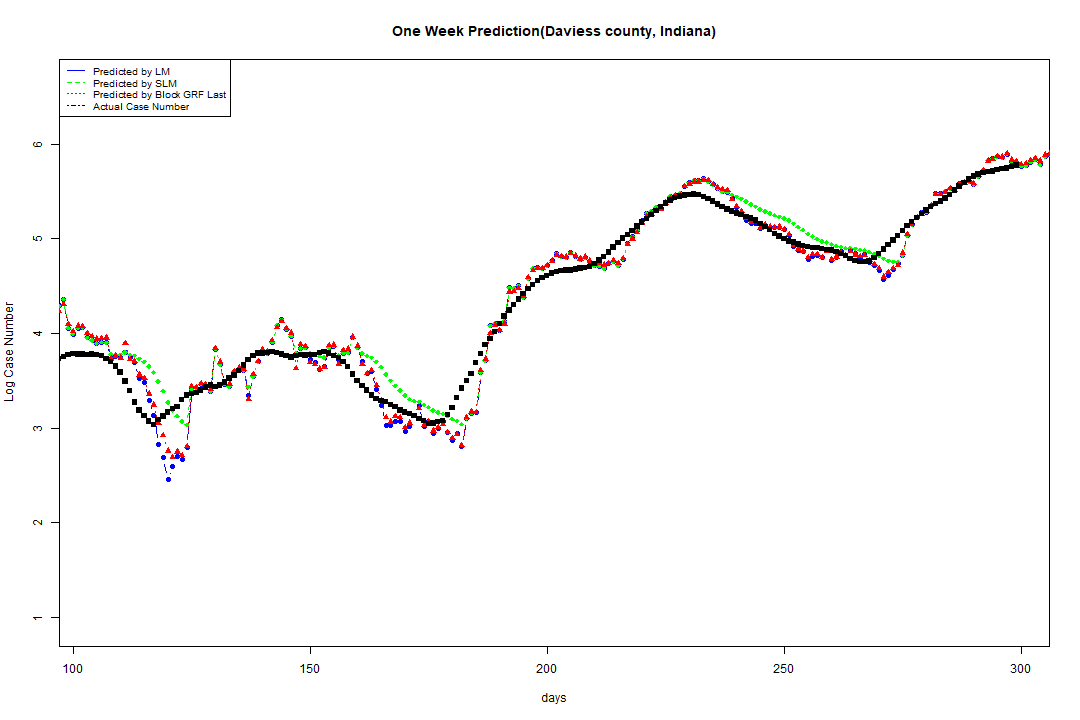 One Week Prediction(Daviess county, Indiana)
Predicted by LM
Predicted by SLM
Predicted by Block GRF Last
Actual Case Number
Log Case Number
6
5
4
3
2
1
100 150 200 250 300
days